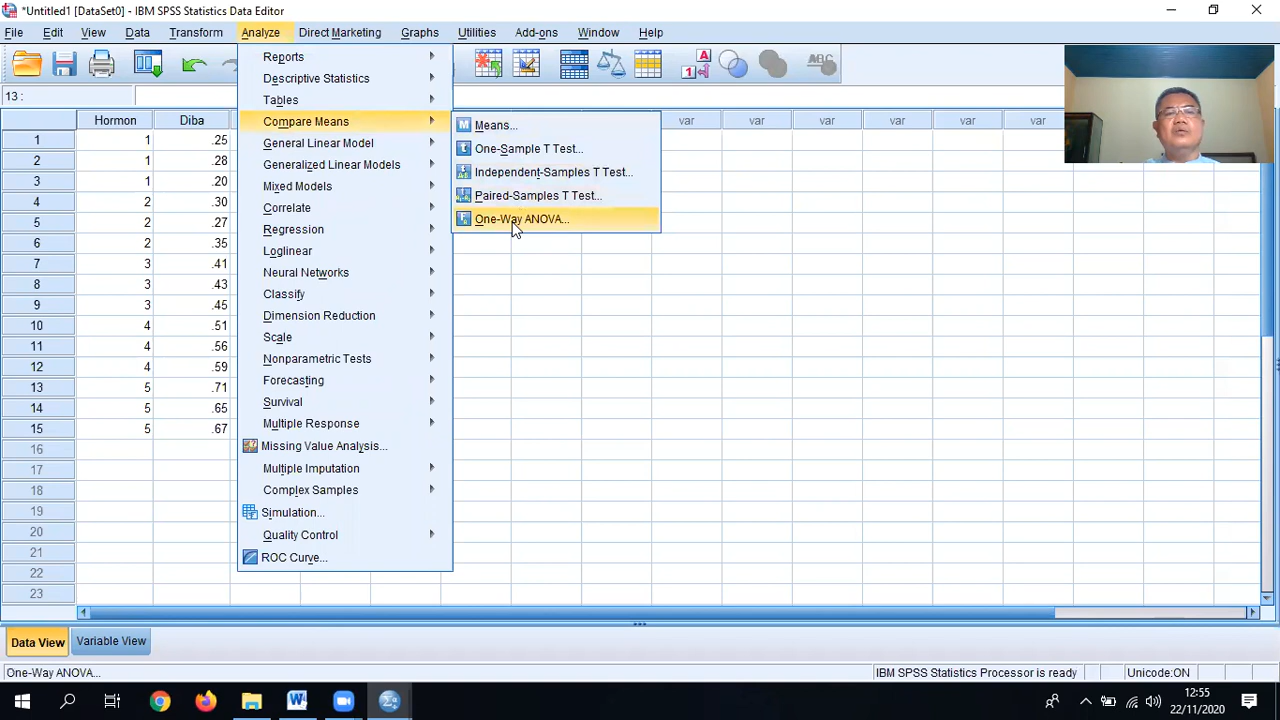 *Untitled1 [DataSet0] - IBM SPSS Statistics Data Editor
File Edit View Data Transform Analyze Direct Marketing Graphs Utilities Add-ons Window Help
13 :
Hormon Diba var var var var var
1 1 .25
2 1 .28
3 1 .20
4 2 .30
5 2 .27
6 2 .35
7 3 .41
8 3 .43
9 3 .45
10 4 .51
11 4 .56
12 4 .59
13 5 .71
14 5 .65
15 5 .67
16
17
18
19
20
21
22
23
Reports
Descriptive Statistics
Tables
Compare Means
General Linear Model
Generalized Linear Models
Mixed Models
Correlate
Regression
Loglinear
Neural Networks
Classify
Dimension Reduction
Scale
Nonparametric Tests
Forecasting
Survival
Multiple Response
Missing Value Analysis...
Multiple Imputation
Complex Samples
Simulation...
Quality Control
ROC Curve...
Means...
One-Sample T Test...
Independent-Samples T Test...
Paired-Samples T Test...
One-Way ANOVA...
Data View Variable View
One-Way ANOVA... IBM SPSS Statistics Processor is ready Unicode:ON
12:55
22/11/2020